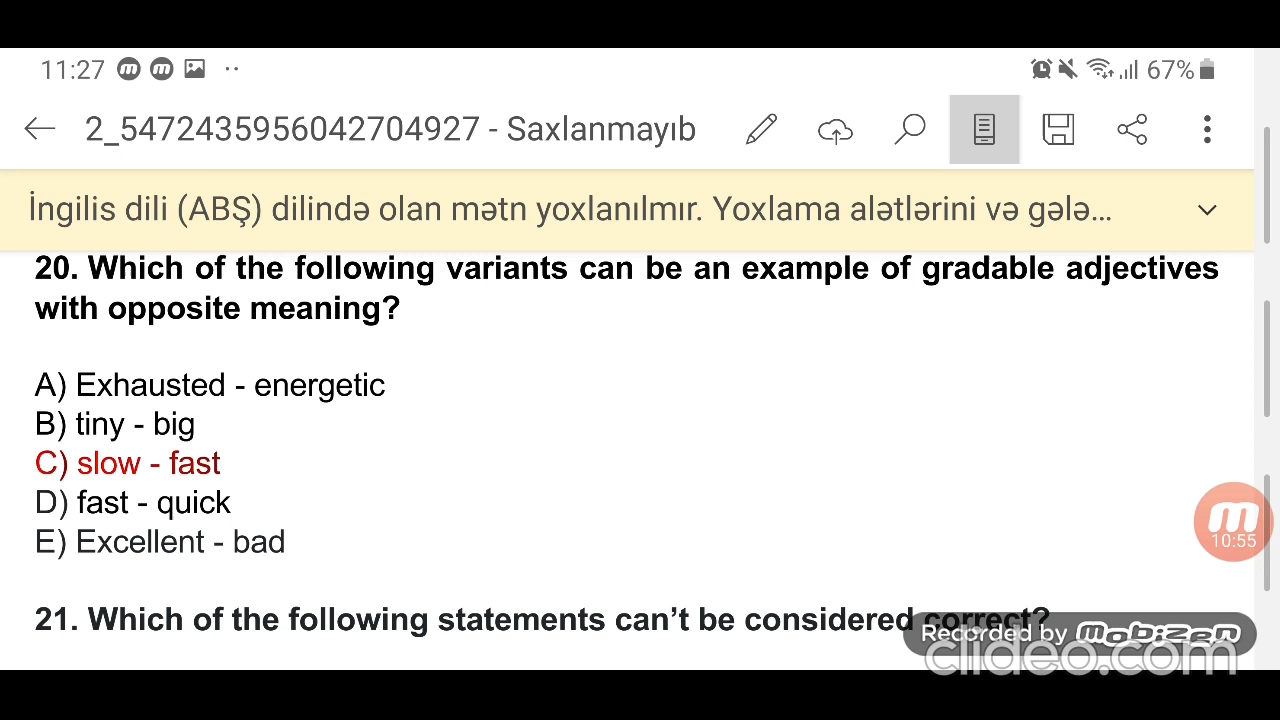 11:27 67%
2_5472435956042704927 - Saxlanmayıb
İngilis dili (ABŞ) dilində olan mətn yoxlanılmır. Yoxlama alətlərini və gələ...
20. Which of the following variants can be an example of gradable adjectives
with opposite meaning?
A) Exhausted - energetic
B) tiny - big
C) slow - fast
D) fast - quick
E) Excellent - bad
10:55
21. Which of the following statements can’t be considered correct?
Recorded by mobizen
clideo.com